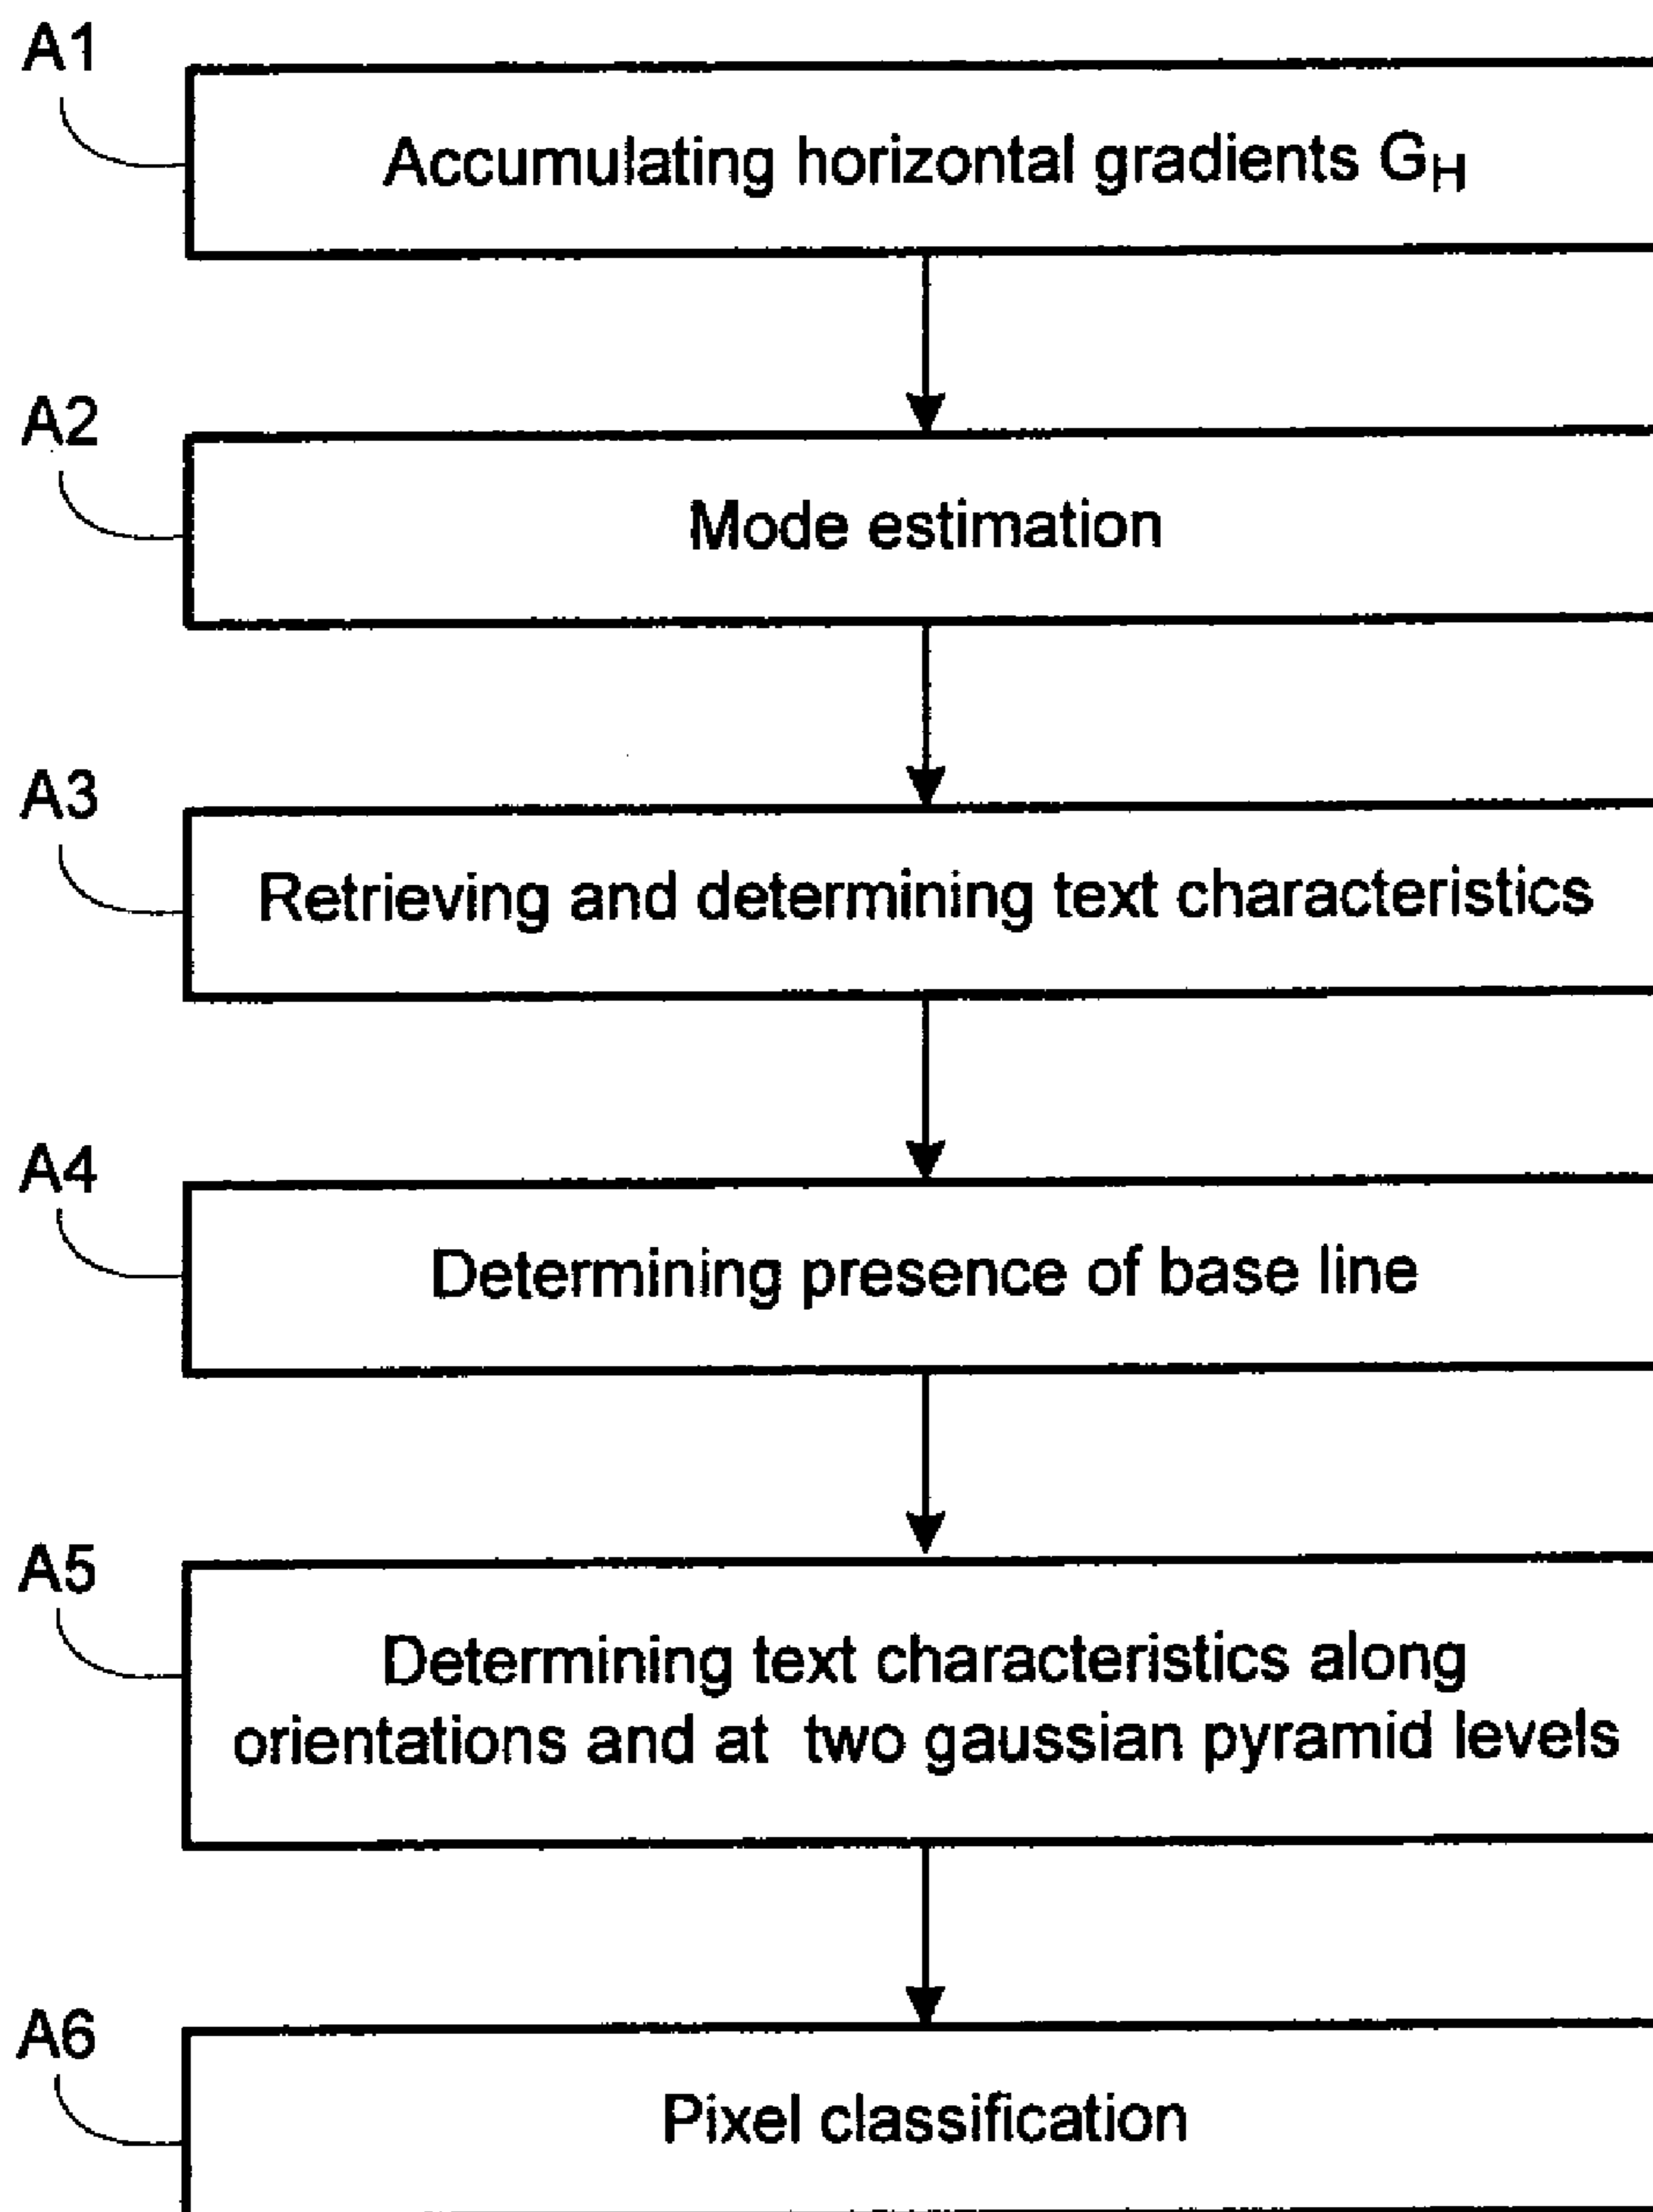 A1
Accumulating horizontal gradients GH
A2
Mode estimation
A3
Retrieving and determining text characteristics
A4
Determining presence of base line
A5
Determining text characteristics along
orientations and at two gaussian pyramid levels
A6
Pixel classification